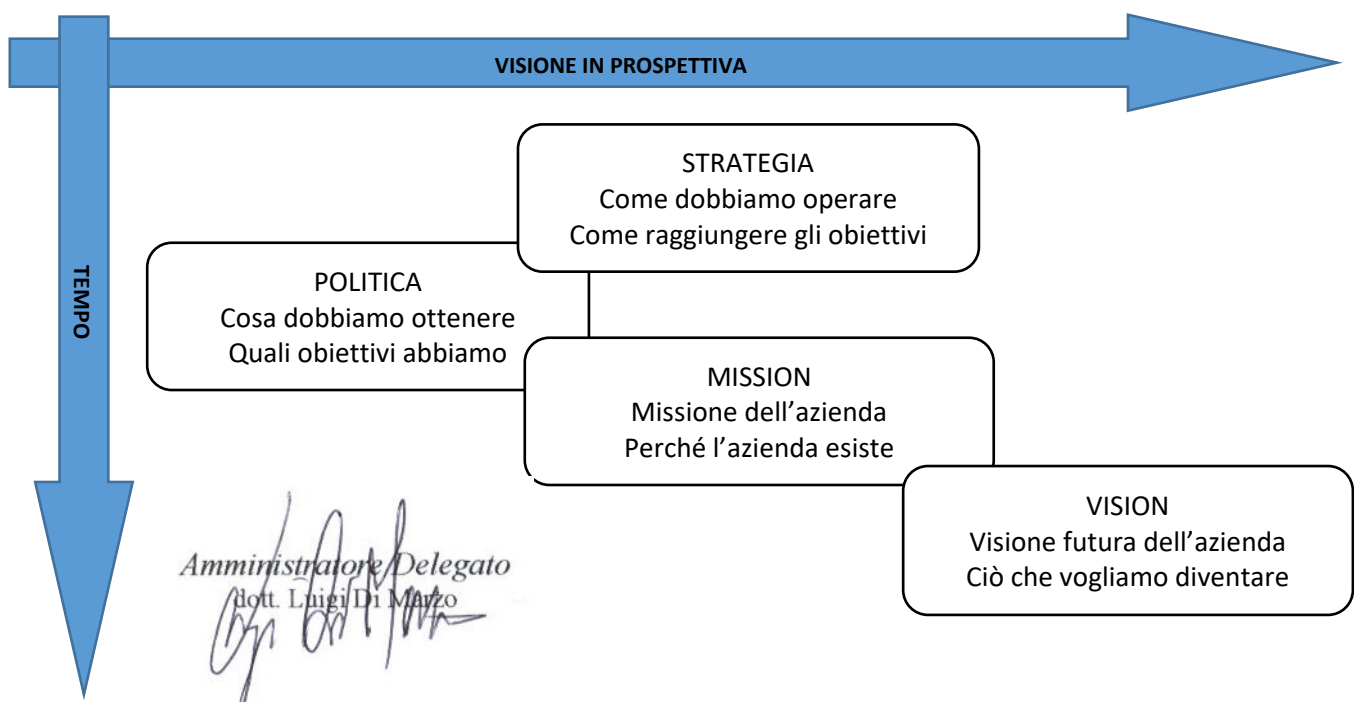 VISIONE IN PROSPETTIVA
TEMPO
STRATEGIA
Come dobbiamo operare
Come raggiungere gli obiettivi
POLITICA
Cosa dobbiamo ottenere
Quali obiettivi abbiamo
MISSION
Missione dell’azienda
Perché l’azienda esiste
VISION
Visione futura dell’azienda
Ciò che vogliamo diventare
Amministratore Delegato
dott. Luigi Di Marzo